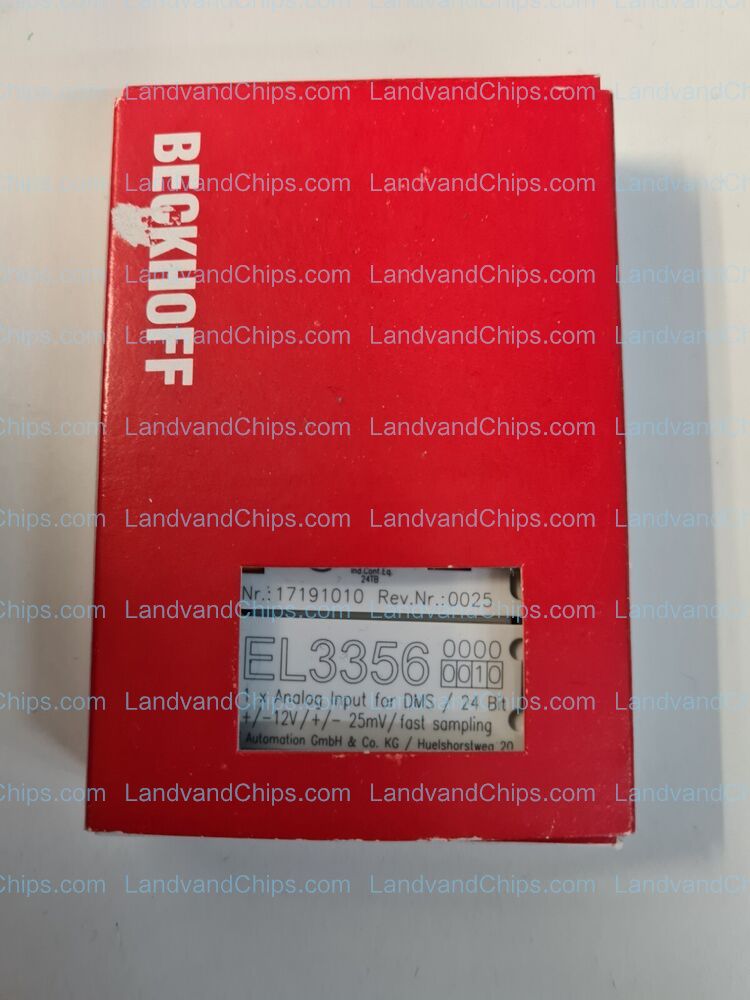 BECKHOFF
Ind.Cont.Eq.
24TB
Nr.: 17191010 Rev.Nr.:0025
EL3356 0000
0010
1 x Analog Input for DMS / 24 Bit
+/-12V/+/- 25mV/fast sampling
Automation GmbH & Co. KG / Huelshorstweg 20
LandvandChips.com